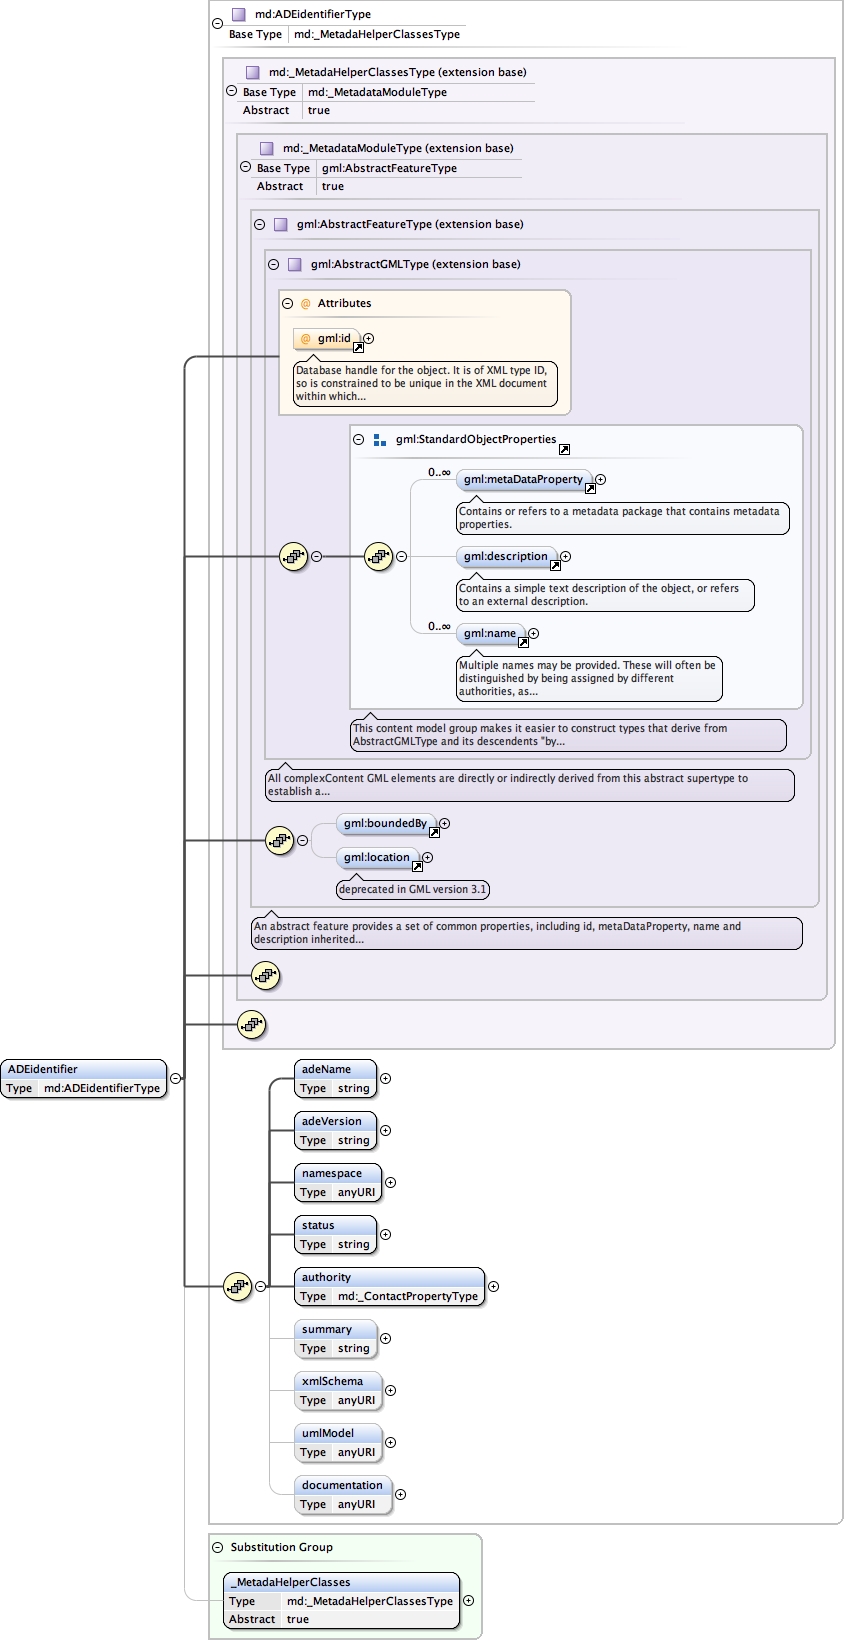 md:ADEidentifierType
Base Type md:_MetadaHelperClassesType
md:_MetadaHelperClassesType (extension base)
Base Type md:_MetadataModuleType
Abstract true
md:_MetadataModuleType (extension base)
Base Type gml:AbstractFeatureType
Abstract true
gml:AbstractFeatureType (extension base)
gml:AbstractGMLType (extension base)
@ Attributes
@ gml:id
Database handle for the object. It is of XML type ID,
so is constrained to be unique in the XML document
within which...
gml:StandardObjectProperties
0..∞
gml:metaDataProperty
Contains or refers to a metadata package that contains metadata
properties.
gml:description
Contains a simple text description of the object, or refers
to an external description.
0..∞
gml:name
Multiple names may be provided. These will often be
distinguished by being assigned by different
authorities, as...
This content model group makes it easier to construct types that derive from
AbstractGMLType and its descendents "by...
All complexContent GML elements are directly or indirectly derived from this abstract supertype to
establish a...
gml:boundedBy
gml:location
deprecated in GML version 3.1
An abstract feature provides a set of common properties, including id, metaDataProperty, name and
description inherited...
ADEidentifier
Type md:ADEidentifierType
adeName
Type string
adeVersion
Type string
namespace
Type anyURI
status
Type string
authority
Type md:_ContactPropertyType
summary
Type string
xmlSchema
Type anyURI
umlModel
Type anyURI
documentation
Type anyURI
Substitution Group
_MetadaHelperClasses
Type md:_MetadaHelperClassesType
Abstract true